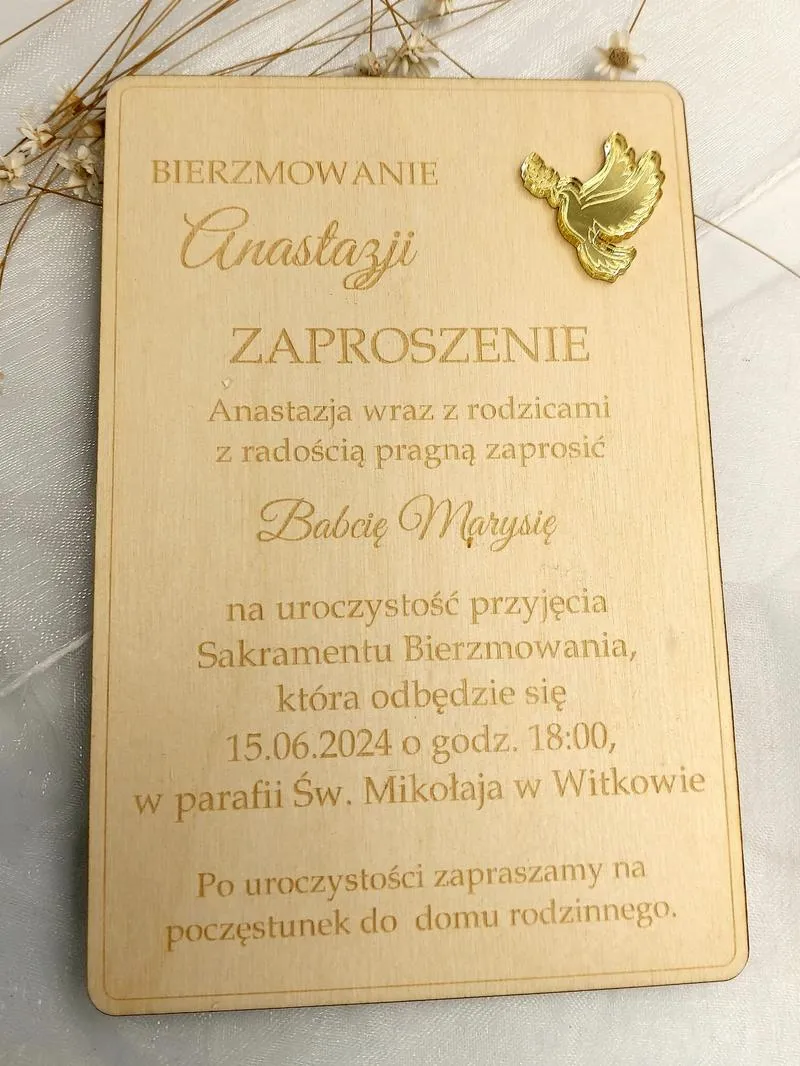 BIERZMOWANIE
Anastazji
ZAPROSZENIE
Anastazja wraz z rodzicami
z radością pragną zaprosić
Babcię Marysię
na uroczystość przyjęcia
Sakramentu Bierzmowania,
która odbędzie się
15.06.2024 o godz. 18:00,
w parafii Św. Mikołaja w Witkowie
Po uroczystości zapraszamy na
poczęstunek do domu rodzinnego.